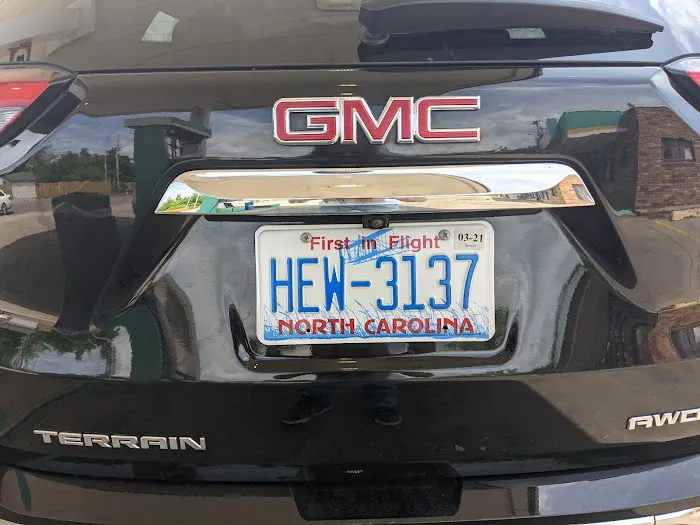 GMC
First in Flight
03-21
HEW-3137
NORTH CAROLINA
TERRAIN
AWD